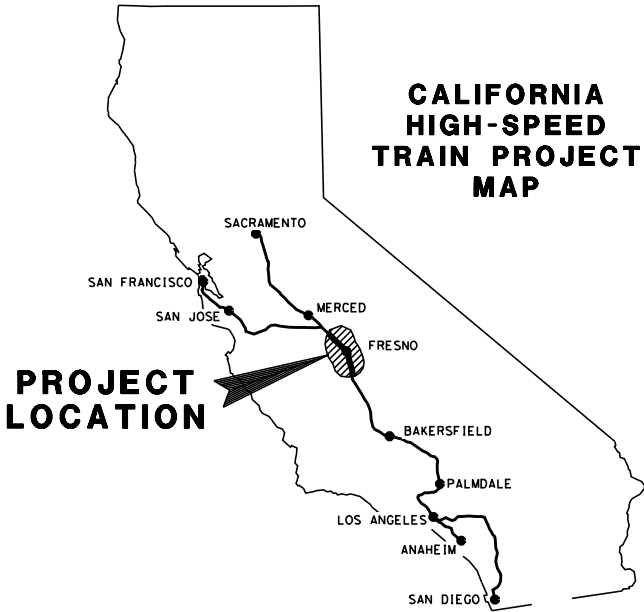 CALIFORNIA
HIGH-SPEED
TRAIN PROJECT
MAP
SACRAMENTO
SAN FRANCISCO
MERCED
SAN JOSE
FRESNO
PROJECT
LOCATION
BAKERSFIELD
PALMDALE
LOS ANGELES
ANAHEIM
SAN DIEGO